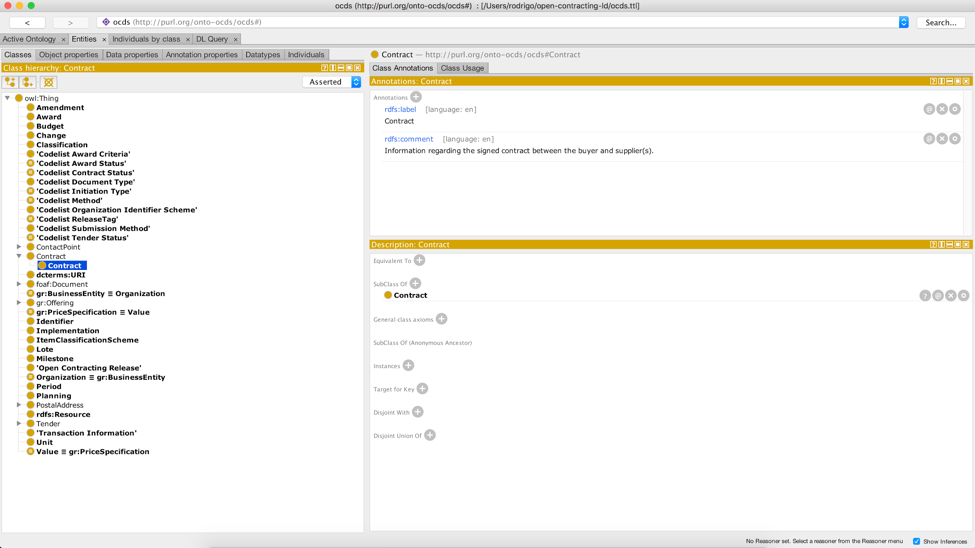 ocds (http://purl.org/onto-ocds/ocds#) : [/Users/rodrigo/open-contracting-ld/ocds.ttl]
< > ocds (http://purl.org/onto-ocds/ocds#) Search...
Active Ontology × Entities × Individuals by class × DL Query ×
Classes Object properties Data properties Annotation properties Datatypes Individuals
Class hierarchy: Contract
Asserted
owl:Thing
Amendment
Award
Budget
Change
Classification
'Codelist Award Criteria'
'Codelist Award Status'
'Codelist Contract Status'
'Codelist Document Type'
'Codelist Initiation Type'
'Codelist Method'
'Codelist Organization Identifier Scheme'
'Codelist ReleaseTag'
'Codelist Submission Method'
'Codelist Tender Status'
ContactPoint
Contract
Contract
dcterms:URI
foaf:Document
gr:BusinessEntity ≡ Organization
gr:Offering
gr:PriceSpecification ≡ Value
Identifier
Implementation
ItemClassificationScheme
Lote
Milestone
'Open Contracting Release'
Organization ≡ gr:BusinessEntity
Period
Planning
PostalAddress
rdfs:Resource
Tender
'Transaction Information'
Unit
Value ≡ gr:PriceSpecification
Contract — http://purl.org/onto-ocds/ocds#Contract
Class Annotations Class Usage
Annotations: Contract
Annotations
rdfs:label [language: en]
Contract
rdfs:comment [language: en]
Information regarding the signed contract between the buyer and supplier(s).
Description: Contract
Equivalent To
SubClass Of
Contract
General class axioms
SubClass Of (Anonymous Ancestor)
Instances
Target for Key
Disjoint With
Disjoint Union Of
No Reasoner set. Select a reasoner from the Reasoner menu Show Inferences